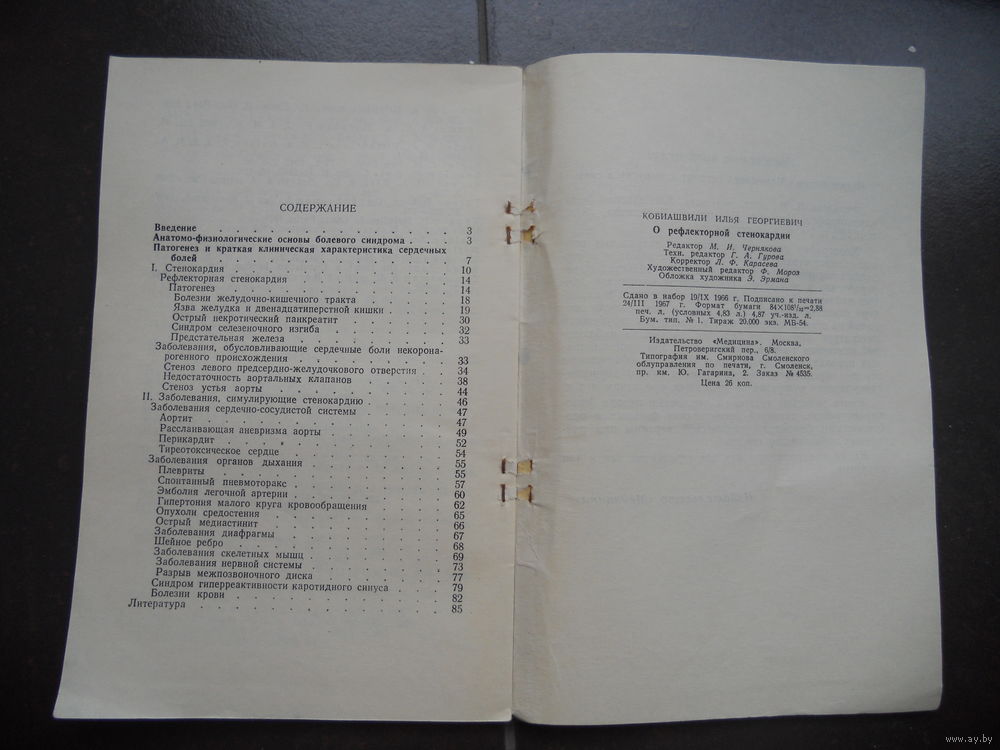 СОДЕРЖАНИЕ
Введение . . . . . . . . . . . . . . . . 3
Анатомо-физиологические основы болевого синдрома . . . 3
Патогенез и краткая клиническая характеристика сердечных
болей . . . . . . . . . . . . . . . . 7
I. Стенокардия . . . . . . . . . . . . . . 10
Рефлекторная стенокардия . . . . . . . . . . 14
Патогенез . . . . . . . . . . . . . . 14
Болезни желудочно-кишечного тракта . . . . . . 18
Язва желудка и двенадцатиперстной кишки . . . . . 19
Острый некротический панкреатит . . . . . . . 30
Синдром селезеночного изгиба . . . . . . . . 32
Предстательная железа . . . . . . . . . . 33
Заболевания, обусловливающие сердечные боли некорона-
рогенного происхождения . . . . . . . . . . 33
Стеноз левого предсердно-желудочкового отверстия . . 34
Недостаточность аортальных клапанов . . . . . . 38
Стеноз устья аорты . . . . . . . . . . . 44
II. Заболевания, симулирующие стенокардию . . . . . . 46
Заболевания сердечно-сосудистой системы . . . . . . 47
Аортит . . . . . . . . . . . . . . . 47
Расслаивающая аневризма аорты . . . . . . . . 49
Перикардит . . . . . . . . . . . . . . 52
Тиреотоксическое сердце . . . . . . . . . . 54
Заболевания органов дыхания . . . . . . . . . 55
Плевриты . . . . . . . . . . . . . . 55
Спонтанный пневмоторакс . . . . . . . . . . 57
Эмболия легочной артерии . . . . . . . . . . 60
Гипертония малого круга кровообращения . . . . . 62
Опухоли средостения . . . . . . . . . . . 65
Острый медиастинит . . . . . . . . . . . 66
Заболевания диафрагмы . . . . . . . . . . 67
Шейное ребро . . . . . . . . . . . . . 68
Заболевания скелетных мышц . . . . . . . . . 69
Заболевания нервной системы . . . . . . . . . 73
Разрыв межпозвоночного диска . . . . . . . . 77
Синдром гиперреактивности каротидного синуса . . . . 79
Болезни крови . . . . . . . . . . . . . 82
Литература . . . . . . . . . . . . . . . 85
КОБИАШВИЛИ ИЛЬЯ ГЕОРГИЕВИЧ
О рефлекторной стенокардии
Редактор М. И. Чернякова
Техн. редактор Г. А. Гурова
Корректор Л. Ф. Карасева
Художественный редактор Ф. Мороз
Обложка художника Э. Эрмана
Сдано в набор 19/IX 1966 г. Подписано к печати
24/III 1967 г. Формат бумаги 84×108¹/₃₂=2,88
печ. л. (условных 4,83 л.) 4,87 уч.-изд. л.
Бум. тип. № 1. Тираж 20.000 экз. МБ-54.
Издательство «Медицина». Москва,
Петроверигский пер., 6/8.
Типография им. Смирнова Смоленского
облуправления по печати, г. Смоленск,
пр. им. Ю. Гагарина, 2. Заказ № 4535.
Цена 26 коп.
www.ay.by